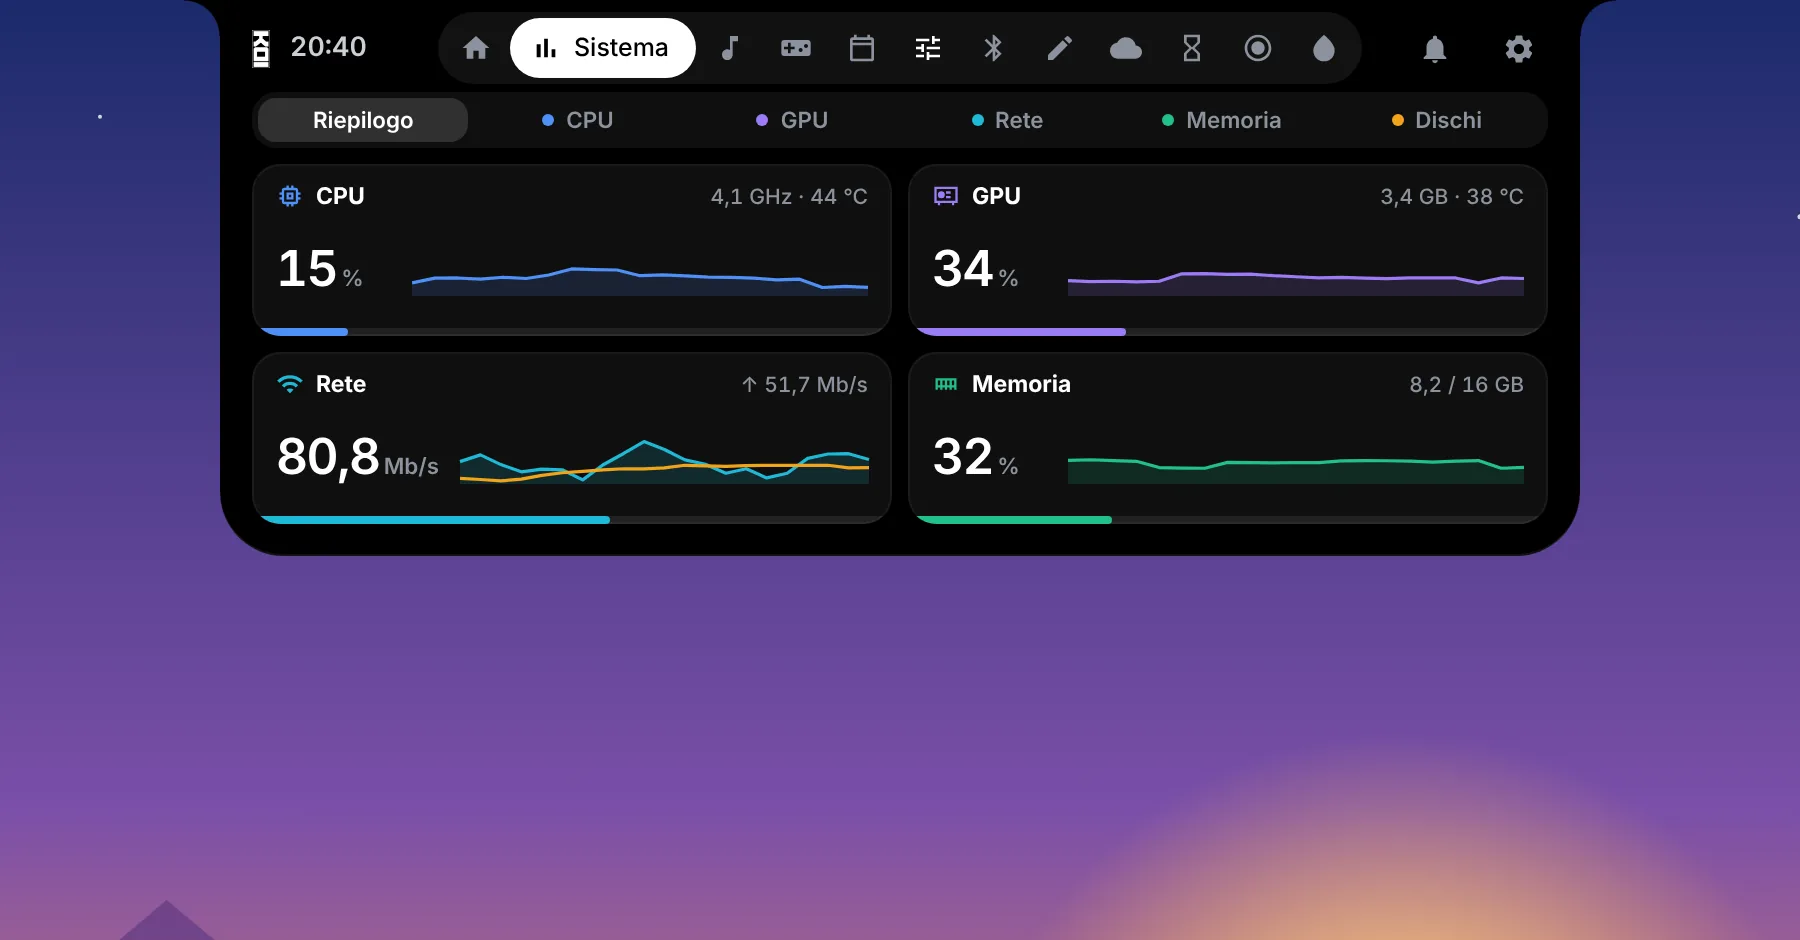 20:40
Sistema
Riepilogo
CPU
GPU
Rete
Memoria
Dischi
CPU
4,1 GHz · 44 °C
15 %
GPU
3,4 GB · 38 °C
34 %
Rete
↑ 51,7 Mb/s
80,8 Mb/s
Memoria
8,2 / 16 GB
32 %